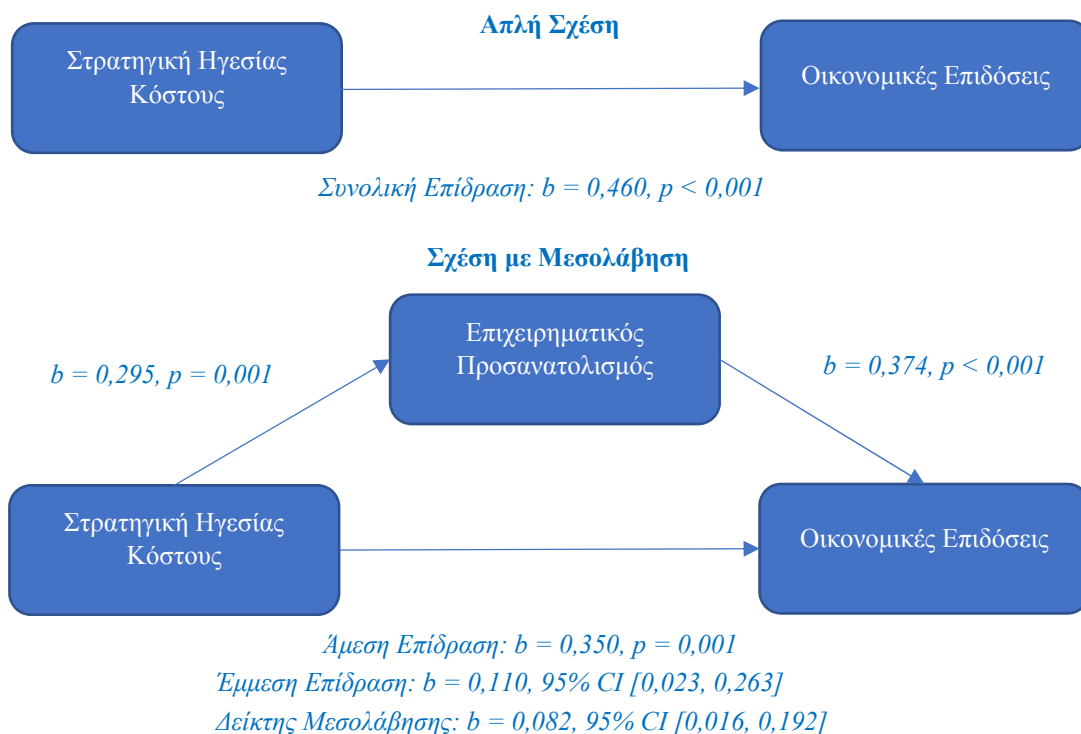 Απλή Σχέση
Στρατηγική Ηγεσίας
Κόστους
Οικονομικές Επιδόσεις
Συνολική Επίδραση: b = 0,460, p < 0,001
Σχέση με Μεσολάβηση
Επιχειρηματικός
Προσανατολισμός
b = 0,295, p = 0,001
b = 0,374, p < 0,001
Στρατηγική Ηγεσίας
Κόστους
Οικονομικές Επιδόσεις
Άμεση Επίδραση: b = 0,350, p = 0,001
Έμμεση Επίδραση: b = 0,110, 95% CI [0,023, 0,263]
Δείκτης Μεσολάβησης: b = 0,082, 95% CI [0,016, 0,192]